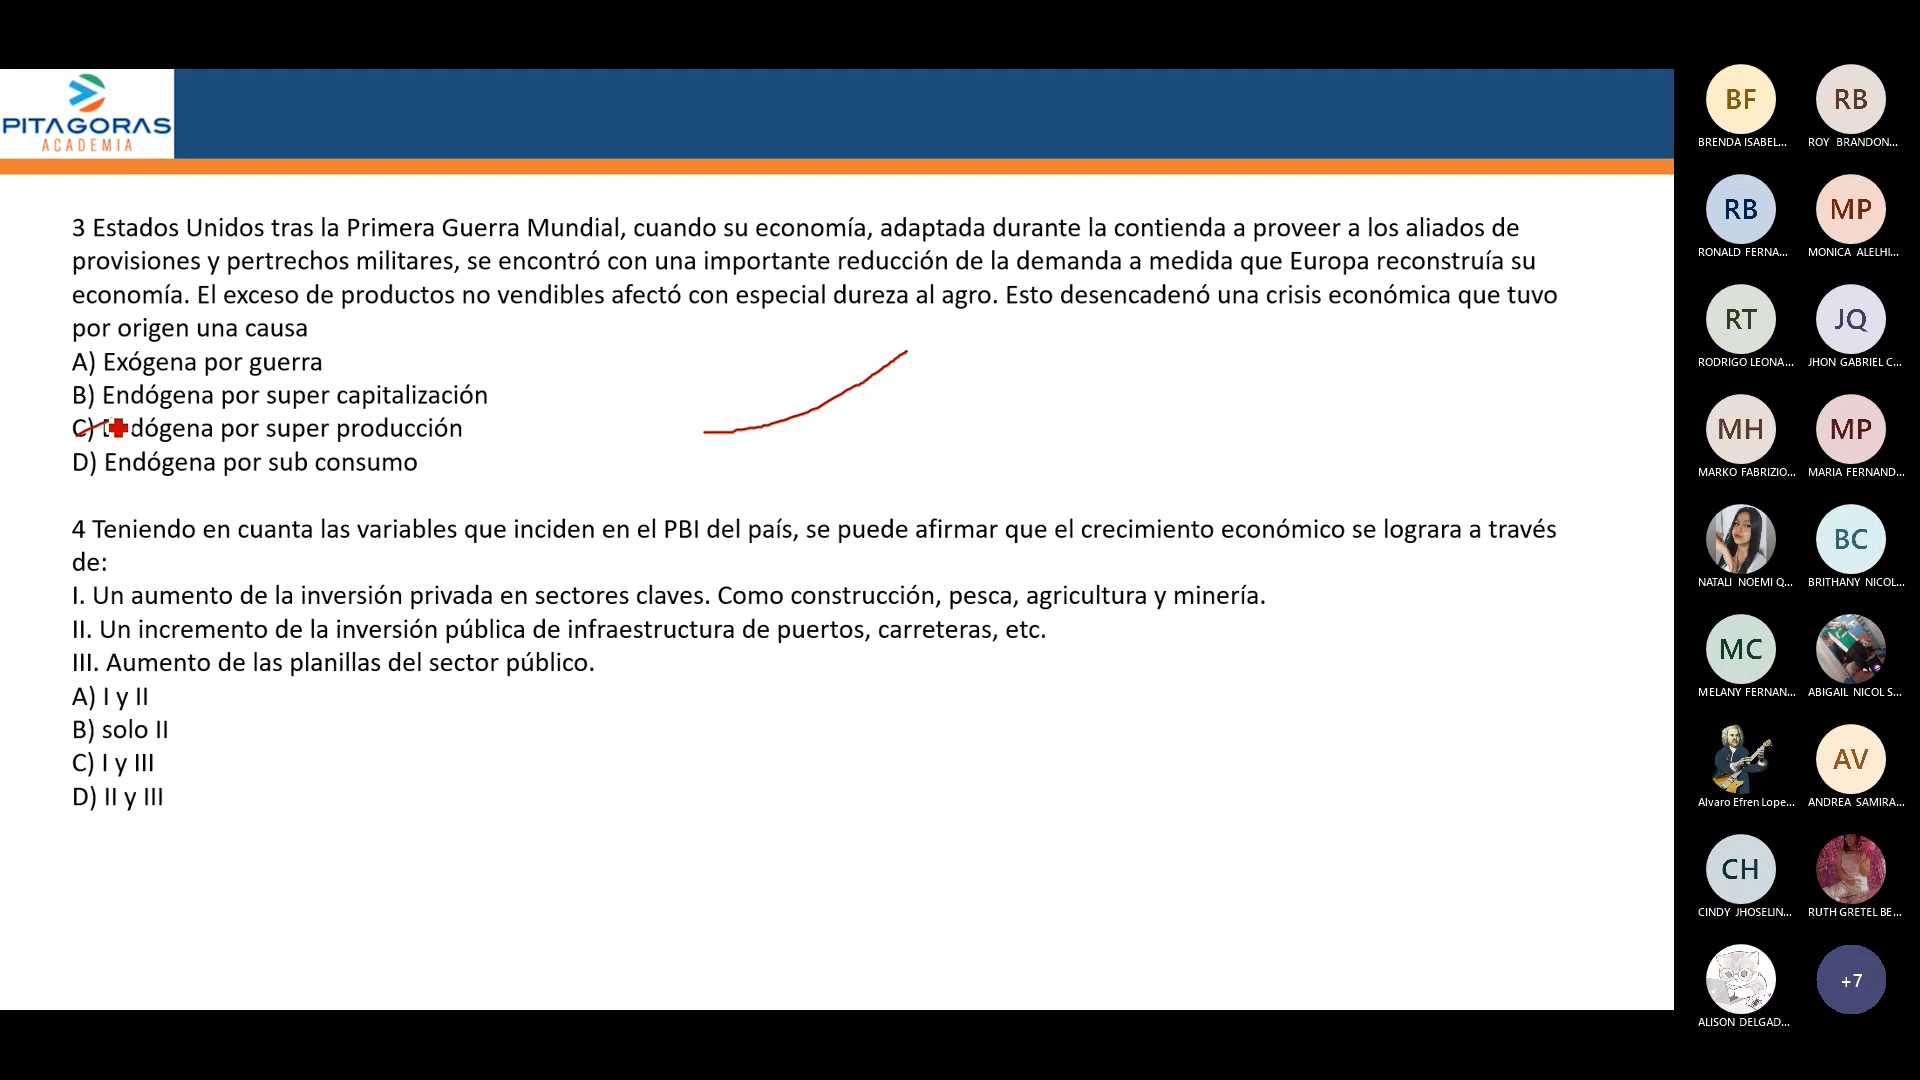 PITAGORAS
ACADEMIA
3 Estados Unidos tras la Primera Guerra Mundial, cuando su economía, adaptada durante la contienda a proveer a los aliados de
provisiones y pertrechos militares, se encontró con una importante reducción de la demanda a medida que Europa reconstruía su
economía. El exceso de productos no vendibles afectó con especial dureza al agro. Esto desencadenó una crisis económica que tuvo
por origen una causa
A) Exógena por guerra
B) Endógena por super capitalización
C) Endógena por super producción
D) Endógena por sub consumo
4 Teniendo en cuanta las variables que inciden en el PBI del país, se puede afirmar que el crecimiento económico se lograra a través
de:
I. Un aumento de la inversión privada en sectores claves. Como construcción, pesca, agricultura y minería.
II. Un incremento de la inversión pública de infraestructura de puertos, carreteras, etc.
III. Aumento de las planillas del sector público.
A) I y II
B) solo II
C) I y III
D) II y III
BF RB
BRENDA ISABEL... ROY BRANDON...
RB MP
RONALD FERNA... MONICA ALELHI...
RT JQ
RODRIGO LEONA... JHON GABRIEL C...
MH MP
MARKO FABRIZIO... MARIA FERNAND...
BC
NATALI NOEMI Q... BRITHANY NICOL...
MC
MELANY FERNAN... ABIGAIL NICOL S...
AV
Alvaro Efren Lope... ANDREA SAMIRA...
CH
CINDY JHOSELIN... RUTH GRETEL BE...
+7
ALISON DELGAD...